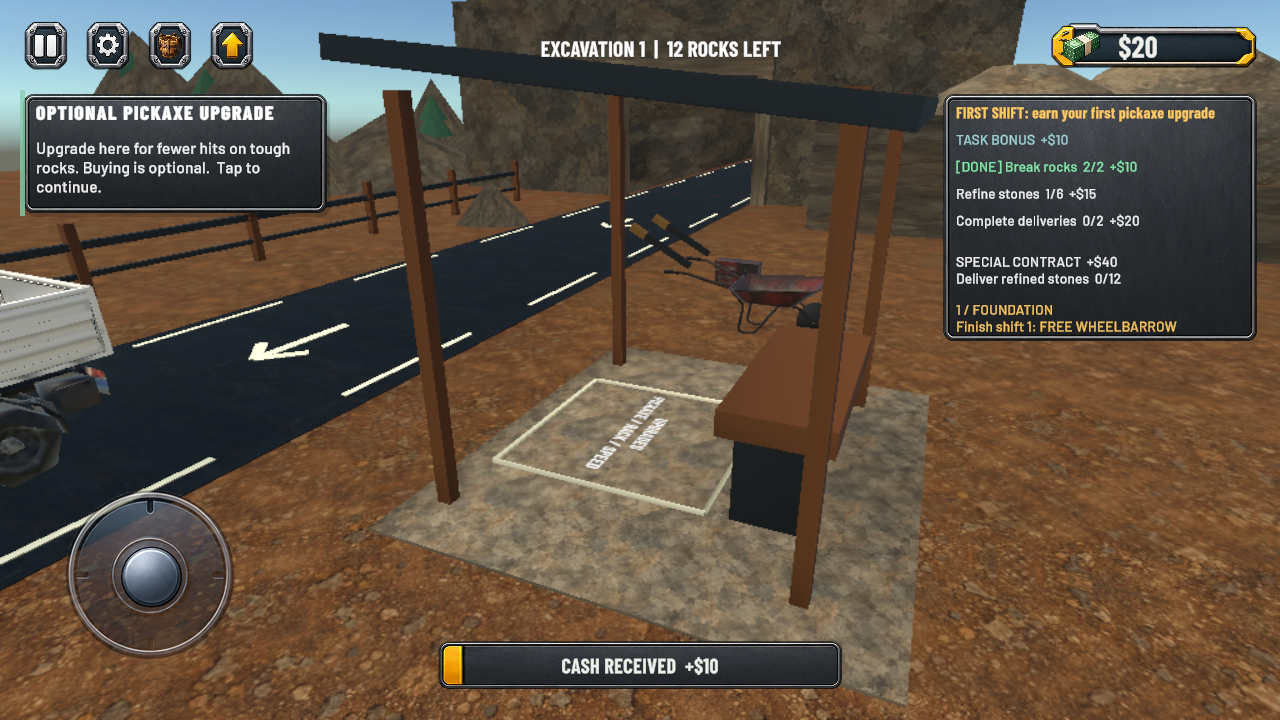 EXCAVATION 1 | 12 ROCKS LEFT
$20
OPTIONAL PICKAXE UPGRADE
Upgrade here for fewer hits on tough
rocks. Buying is optional. Tap to
continue.
FIRST SHIFT: earn your first pickaxe upgrade
TASK BONUS +$10
[DONE] Break rocks 2/2 +$10
Refine stones 1/6 +$15
Complete deliveries 0/2 +$20
SPECIAL CONTRACT +$40
Deliver refined stones 0/12
1 / FOUNDATION
Finish shift 1: FREE WHEELBARROW
UPGRADES
PICKAXE / BACK / SPEED
CASH RECEIVED +$10